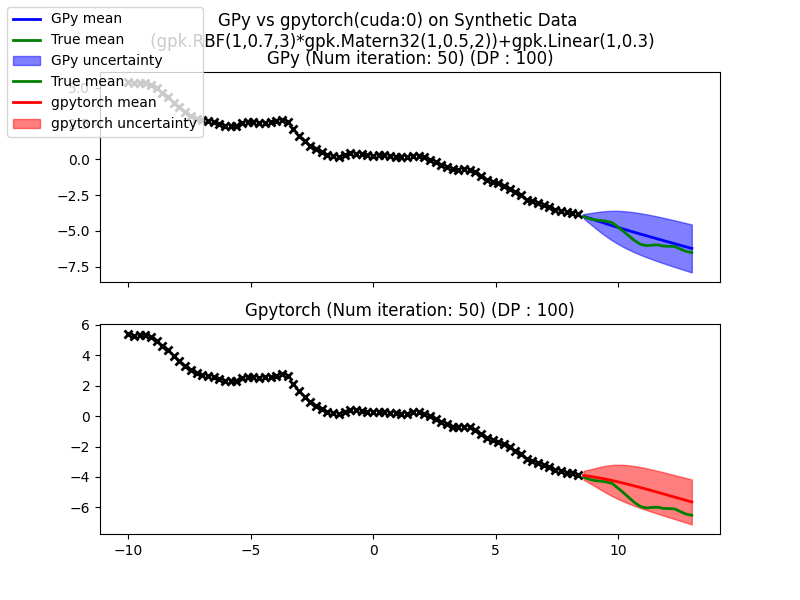 GPy vs gpytorch(cuda:0) on Synthetic Data
(gpk.RBF(1,0.7,3)*gpk.Matern32(1,0.5,2))+gpk.Linear(1,0.3)
GPy (Num iteration: 50) (DP : 100)
GPy mean
True mean
GPy uncertainty
True mean
gpytorch mean
gpytorch uncertainty
5.0
0.0
−2.5
−5.0
−7.5
Gpytorch (Num iteration: 50) (DP : 100)
6
4
2
0
−2
−4
−6
−10
−5
0
5
10